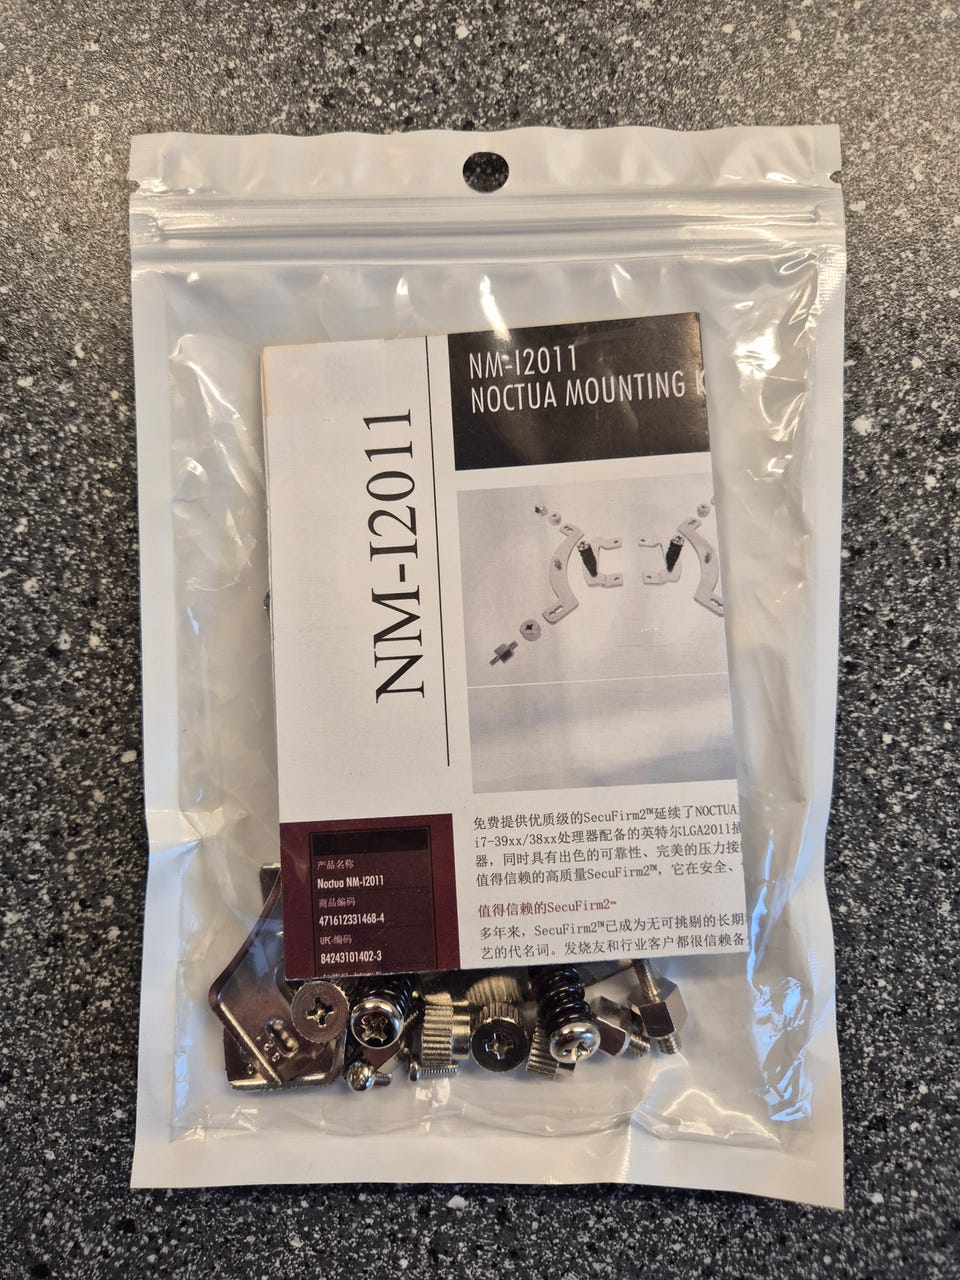 NM-I2011
NM-I2011
NOCTUA MOUNTING
产品名称
Noctua NM-I2011
商品编码
471612331468-4
UPC-编码
84243101402-3
免费提供优质级的SecuFirm2™延续了NOCTUA
i7-39xx/38xx处理器配备的英特尔LGA2011插
器，同时具有出色的可靠性、完美的压力接
值得信赖的高质量SecuFirm2™，它在安全、
值得信赖的SecuFirm2™
多年来，SecuFirm2™已成为无可挑剔的长期
艺的代名词。发烧友和行业客户都很信赖备